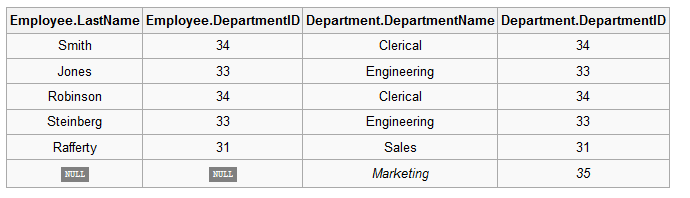 Employee.LastName Employee.DepartmentID Department.DepartmentName Department.DepartmentID
Smith 34 Clerical 34
Jones 33 Engineering 33
Robinson 34 Clerical 34
Steinberg 33 Engineering 33
Rafferty 31 Sales 31
NULL NULL Marketing 35